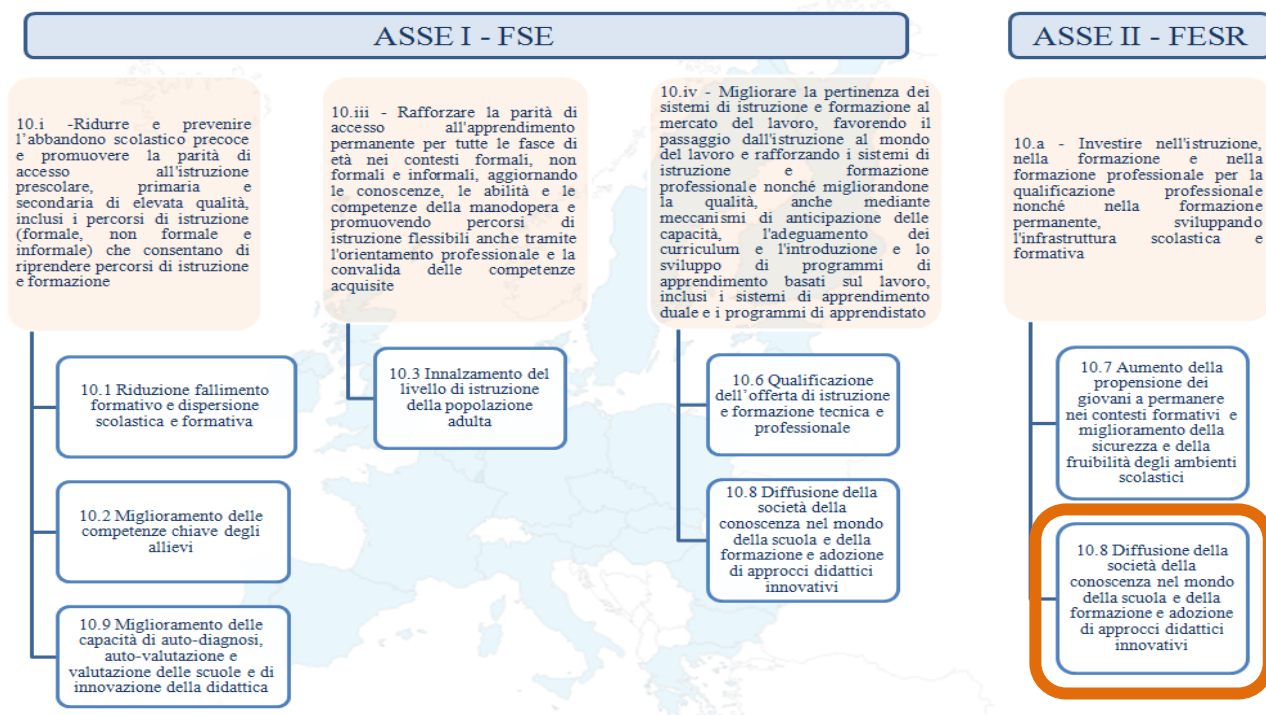 ASSE I - FSE
10.i -Ridurre e prevenire
l'abbandono scolastico precoce
e promuovere la parità di
accesso all'istruzione
prescolare, primaria e
secondaria di elevata qualità,
inclusi i percorsi di istruzione
(formale, non formale e
informale) che consentano di
riprendere percorsi di istruzione
e formazione
10.1 Riduzione fallimento
formativo e dispersione
scolastica e formativa
10.2 Miglioramento delle
competenze chiave degli
allievi
10.9 Miglioramento delle
capacità di auto-diagnosi,
auto-valutazione e
valutazione delle scuole e di
innovazione della didattica
10.iii - Rafforzare la parità di
accesso all'apprendimento
permanente per tutte le fasce di
età nei contesti formali, non
formali e informali, aggiornando
le conoscenze, le abilità e le
competenze della manodopera e
promuovendo percorsi di
istruzione flessibili anche tramite
l'orientamento professionale e la
convalida delle competenze
acquisite
10.3 Innalzamento del
livello di istruzione
della popolazione
adulta
10.iv - Migliorare la pertinenza dei
sistemi di istruzione e formazione al
mercato del lavoro, favorendo il
passaggio dall'istruzione al mondo
del lavoro e rafforzando i sistemi di
istruzione e formazione
professionale nonché migliorandone
la qualità, anche mediante
meccanismi di anticipazione delle
capacità, l'adeguamento dei
curriculum e l'introduzione e lo
sviluppo di programmi di
apprendimento basati sul lavoro,
inclusi i sistemi di apprendimento
duale e i programmi di apprendistato
10.6 Qualificazione
dell'offerta di istruzione
e formazione tecnica e
professionale
10.8 Diffusione della
società della
conoscenza nel mondo
della scuola e della
formazione e adozione
di approcci didattici
innovativi
ASSE II - FESR
10.a - Investire nell'istruzione,
nella formazione e nella
formazione professionale per la
qualificazione professionale
nonché nella formazione
permanente, sviluppando
l'infrastruttura scolastica e
formativa
10.7 Aumento della
propensione dei
giovani a permanere
nei contesti formativi e
miglioramento della
sicurezza e della
fruibilità degli ambienti
scolastici
10.8 Diffusione della
società della
conoscenza nel mondo
della scuola e della
formazione e adozione
di approcci didattici
innovativi